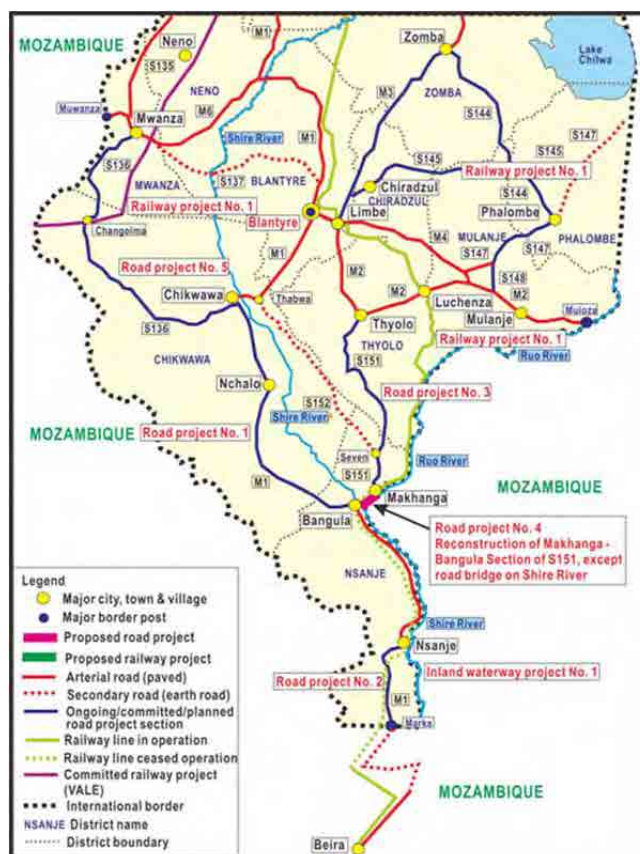 MOZAMBIQUE
Neno
M1
Zomba
Lake
Chilwa
S135
NENO
M3
ZOMBA
Muwanza
M6
S144
Mwanza
Shire River
M1
S147
S136
S145
S145
MWANZA
S137
BLANTYRE
Chiradzul
CHIRADZUL
Railway project No. 1
S144
Railway project No. 1
Blantyre
Limbe
Phalombe
Changoima
M4
MULANJE
S147
S147
PHALOMBE
Road project No. 5
M1
M2
S148
Chikwawa
Thabwa
M2
Luchenza
M2
Mulanje
Muloza
S136
Thyolo
THYOLO
S151
Railway project No. 1
Ruo River
CHIKWAWA
Nchalo
Road project No. 3
S152
Shire River
MOZAMBIQUE
Road project No. 1
Seven
Ruo River
M1
S151
Makhanga
MOZAMBIQUE
Bangula
Road project No. 4
Reconstruction of Makhanga -
Bangula Section of S151, except
road bridge on Shire River
NSANJE
Legend
Major city, town & village
Major border post
Proposed road project
Proposed railway project
Arterial road (paved)
Secondary road (earth road)
Ongoing/committed/planned
road project section
Railway line in operation
Railway line ceased operation
Committed railway project
(VALE)
International border
NSANJE District name
District boundary
Shire River
Nsanje
Road project No. 2
Inland waterway project No. 1
M1
Marka
MOZAMBIQUE
Beira